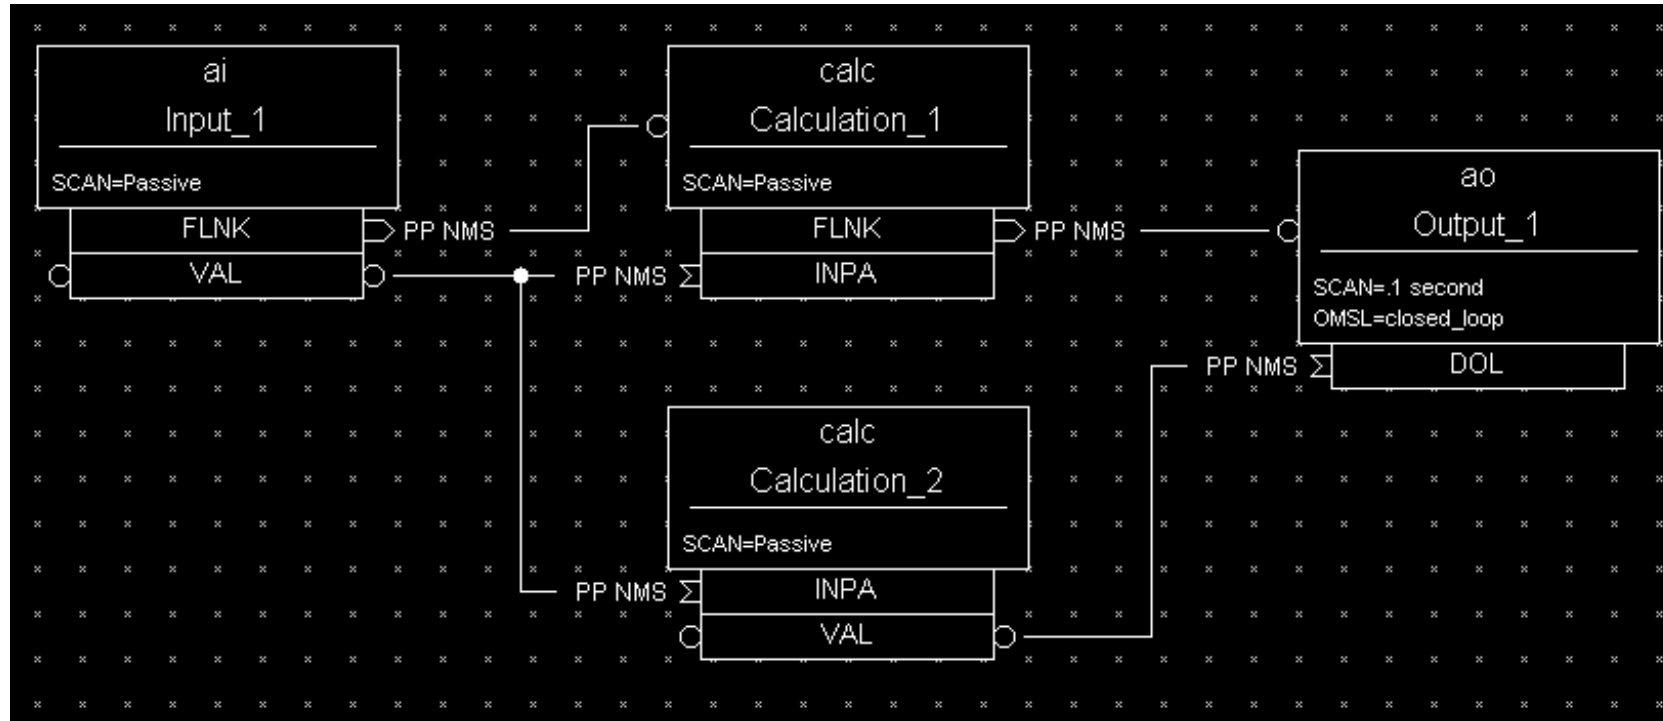 ai
Input_1
SCAN=Passive
FLNK
PP NMS
VAL
calc
Calculation_1
SCAN=Passive
FLNK
PP NMS
PP NMS
INPA
ao
Output_1
SCAN=.1 second
OMSL=closed_loop
PP NMS
DOL
calc
Calculation_2
SCAN=Passive
PP NMS
INPA
VAL